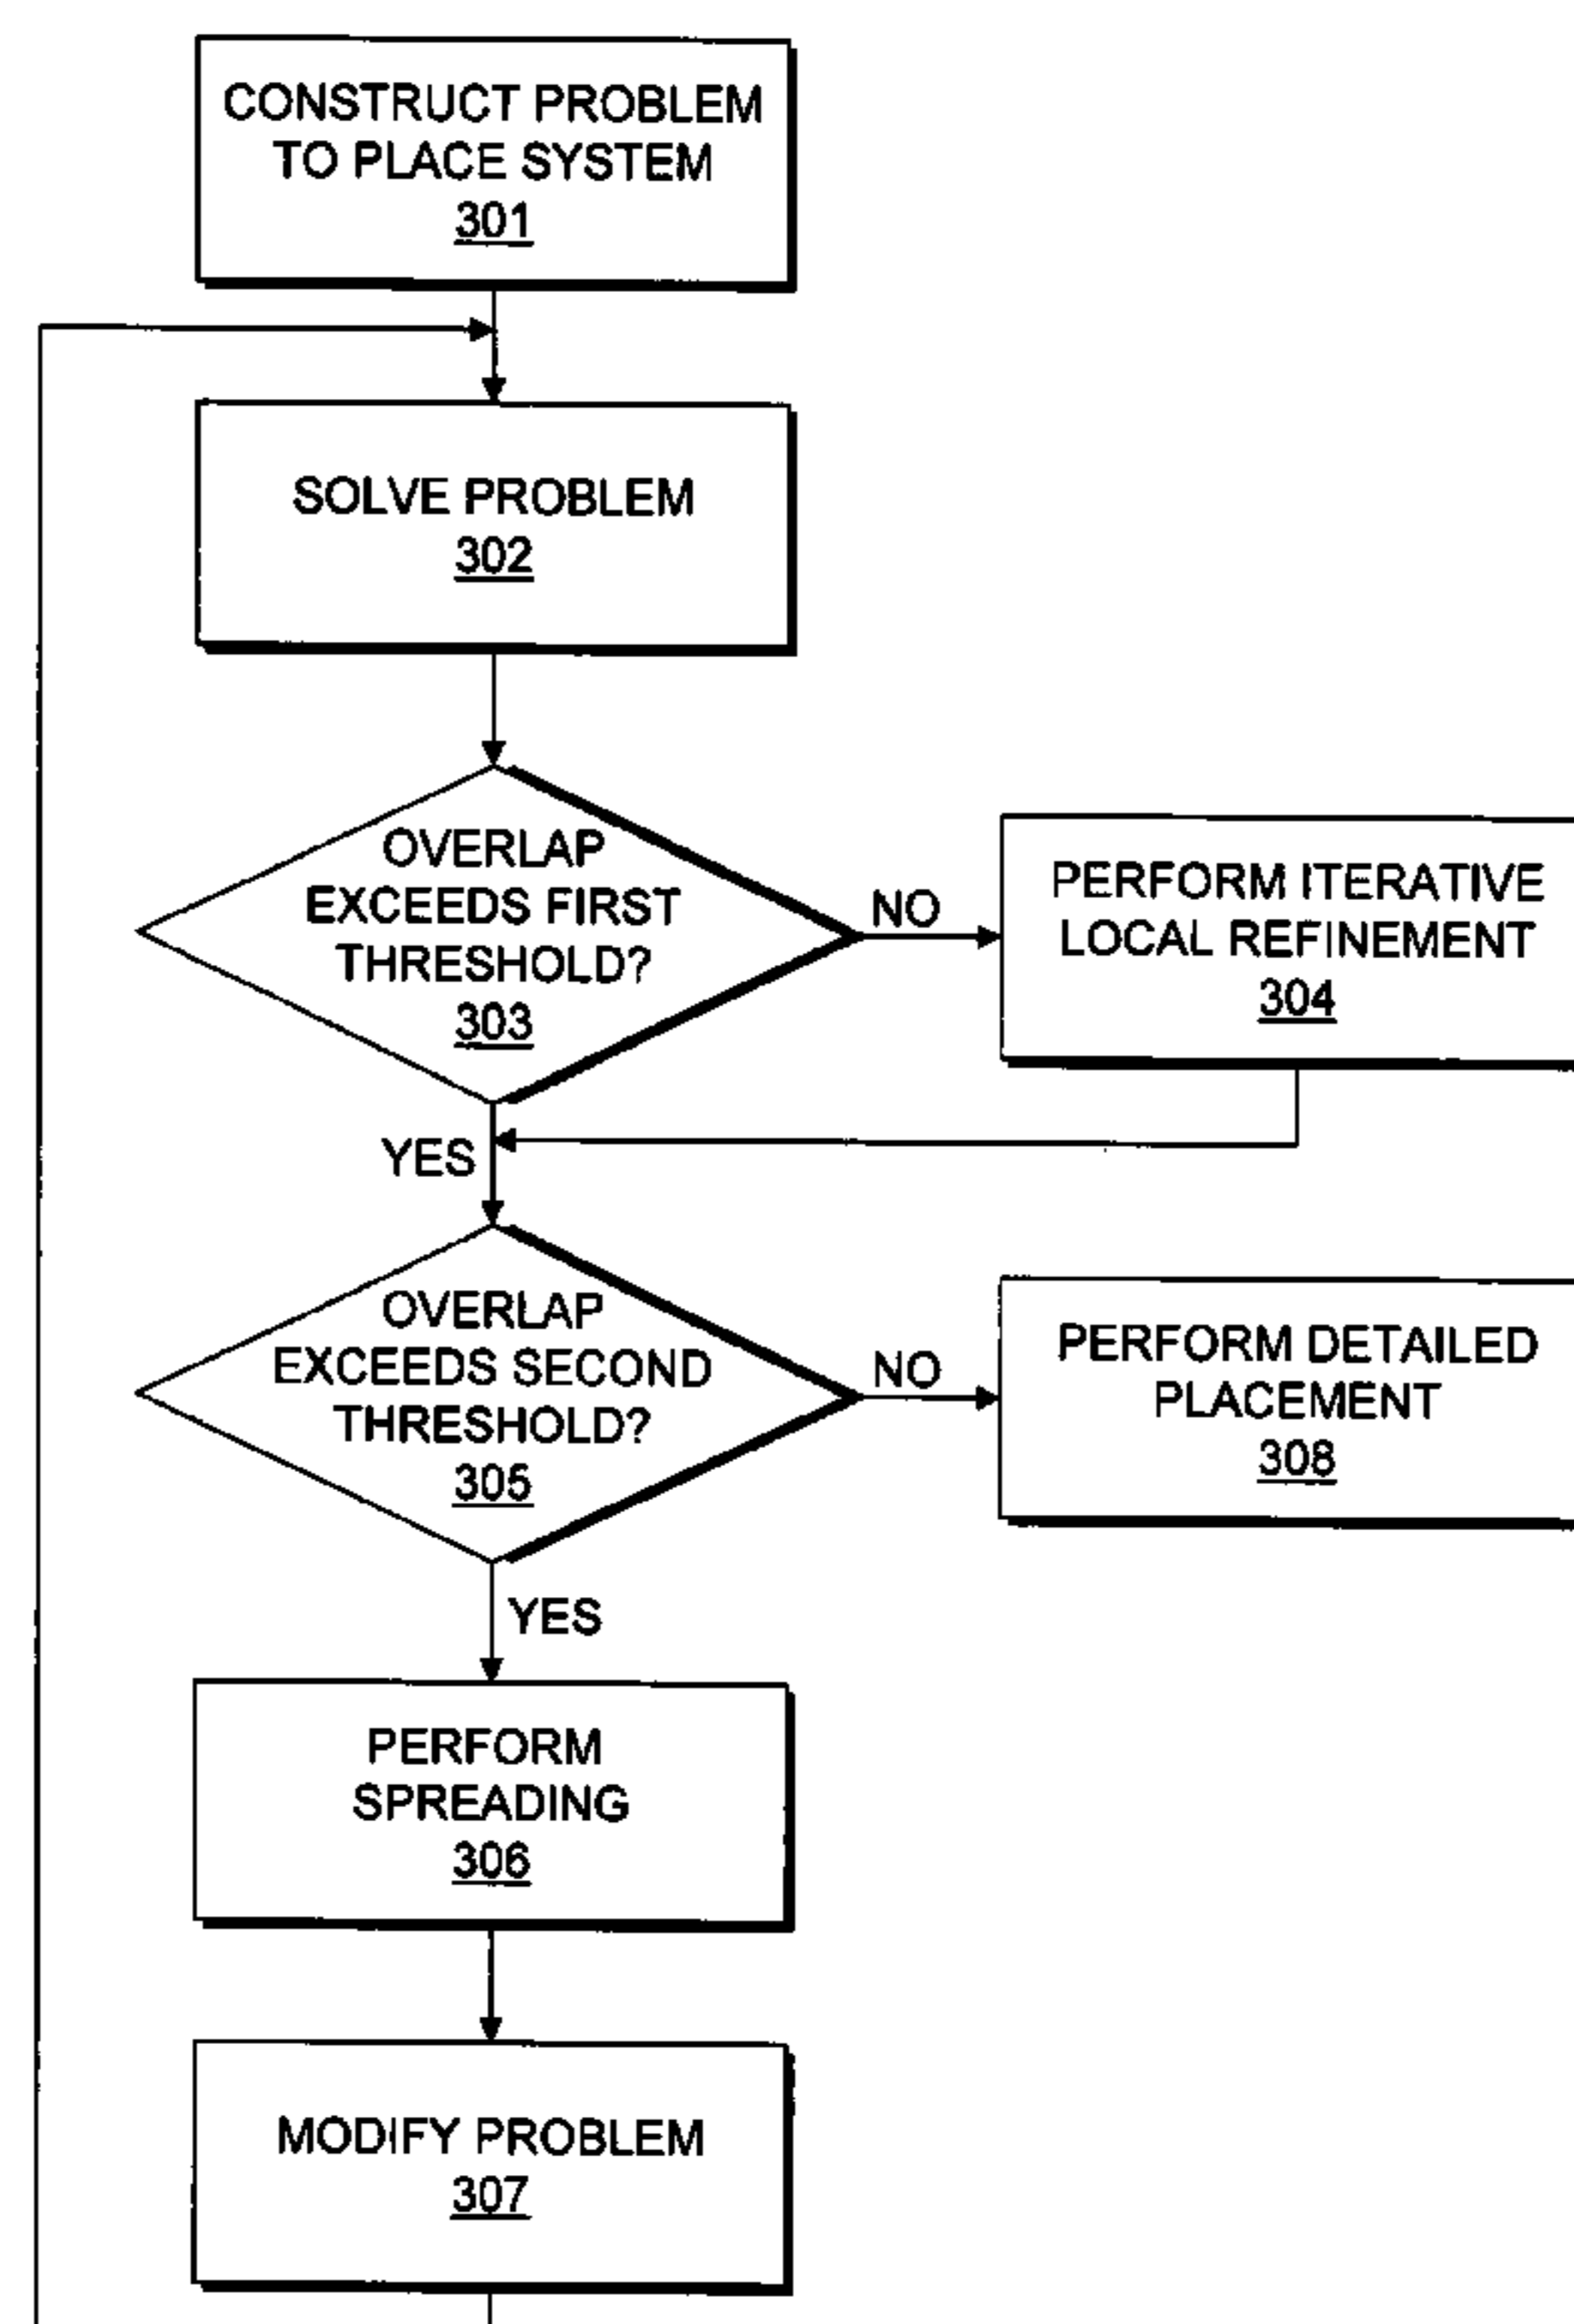 CONSTRUCT PROBLEM
TO PLACE SYSTEM
301
SOLVE PROBLEM
302
OVERLAP
EXCEEDS FIRST
THRESHOLD?
303
NO
PERFORM ITERATIVE
LOCAL REFINEMENT
304
YES
OVERLAP
EXCEEDS SECOND
THRESHOLD?
305
NO
PERFORM DETAILED
PLACEMENT
308
YES
PERFORM
SPREADING
306
MODIFY PROBLEM
307